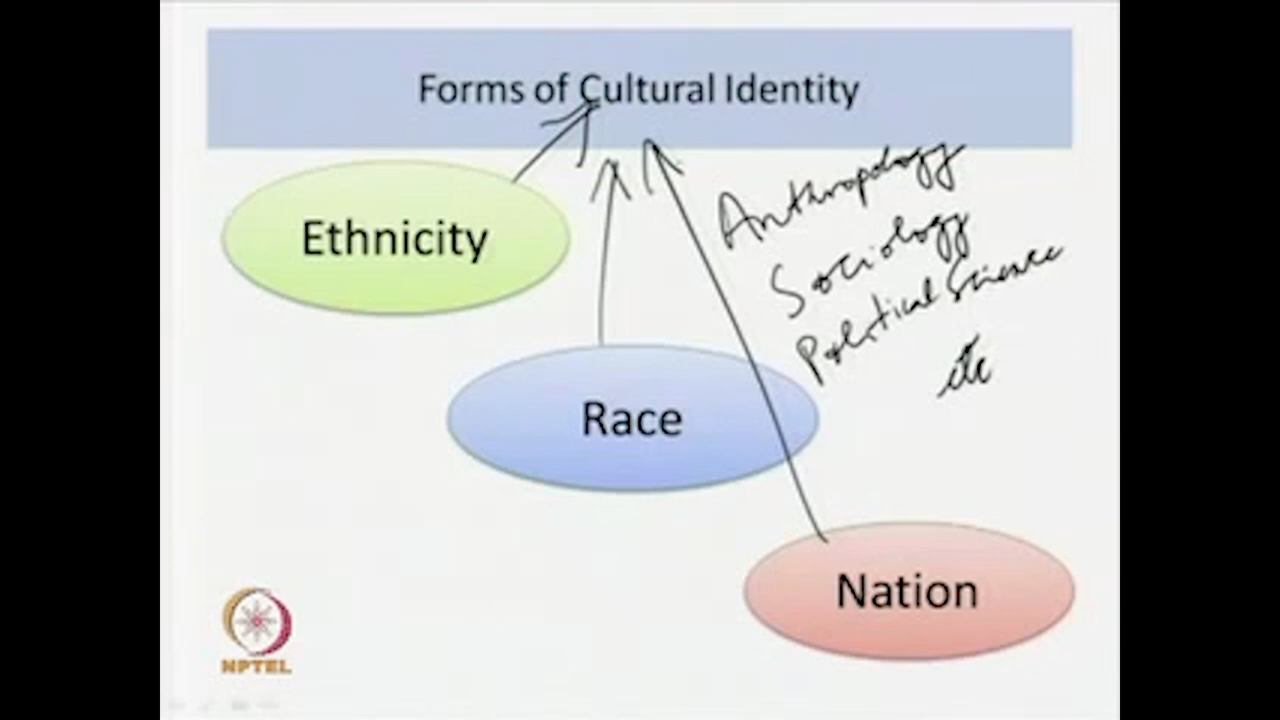 Forms of Cultural Identity
Anthropology
Ethnicity
Sociology
Political Science
etc
Race
Nation
NPTEL